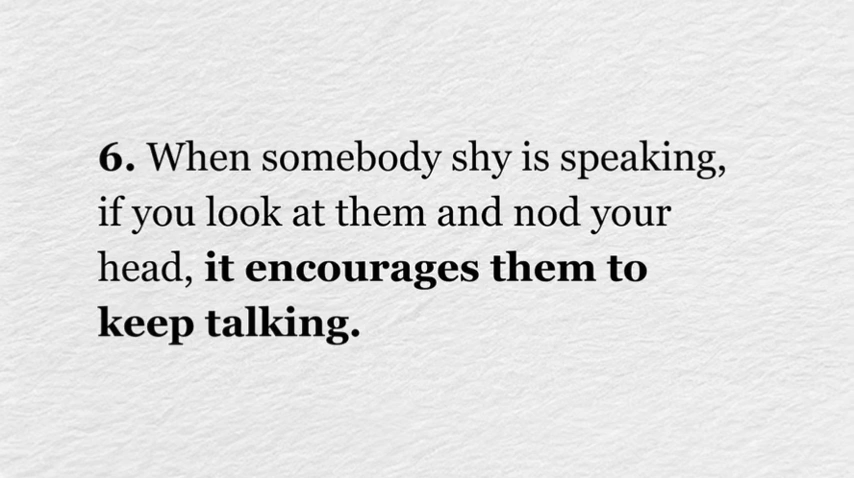 6. When somebody shy is speaking,
if you look at them and nod your
head, it encourages them to
keep talking.